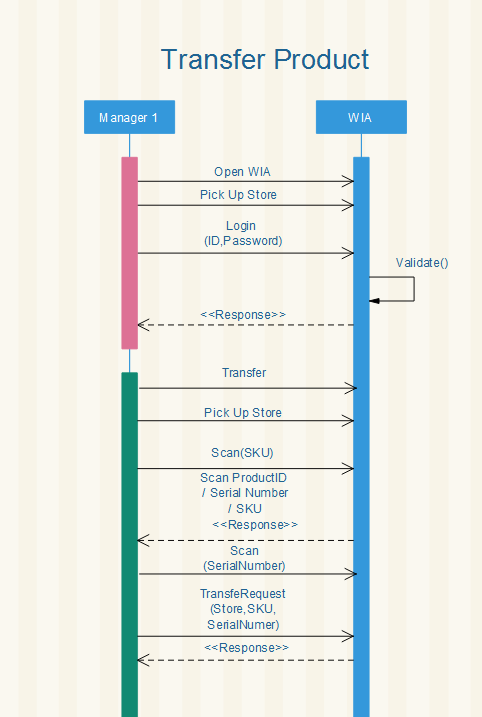 Transfer Product
Manager 1
WIA
Open WIA
Pick Up Store
Login
(ID,Password)
Validate()
<<Response>>
Transfer
Pick Up Store
Scan(SKU)
Scan ProductID
/ Serial Number
/ SKU
<<Response>>
Scan
(SerialNumber)
TransfeRequest
(Store,SKU,
SerialNumer)
<<Response>>